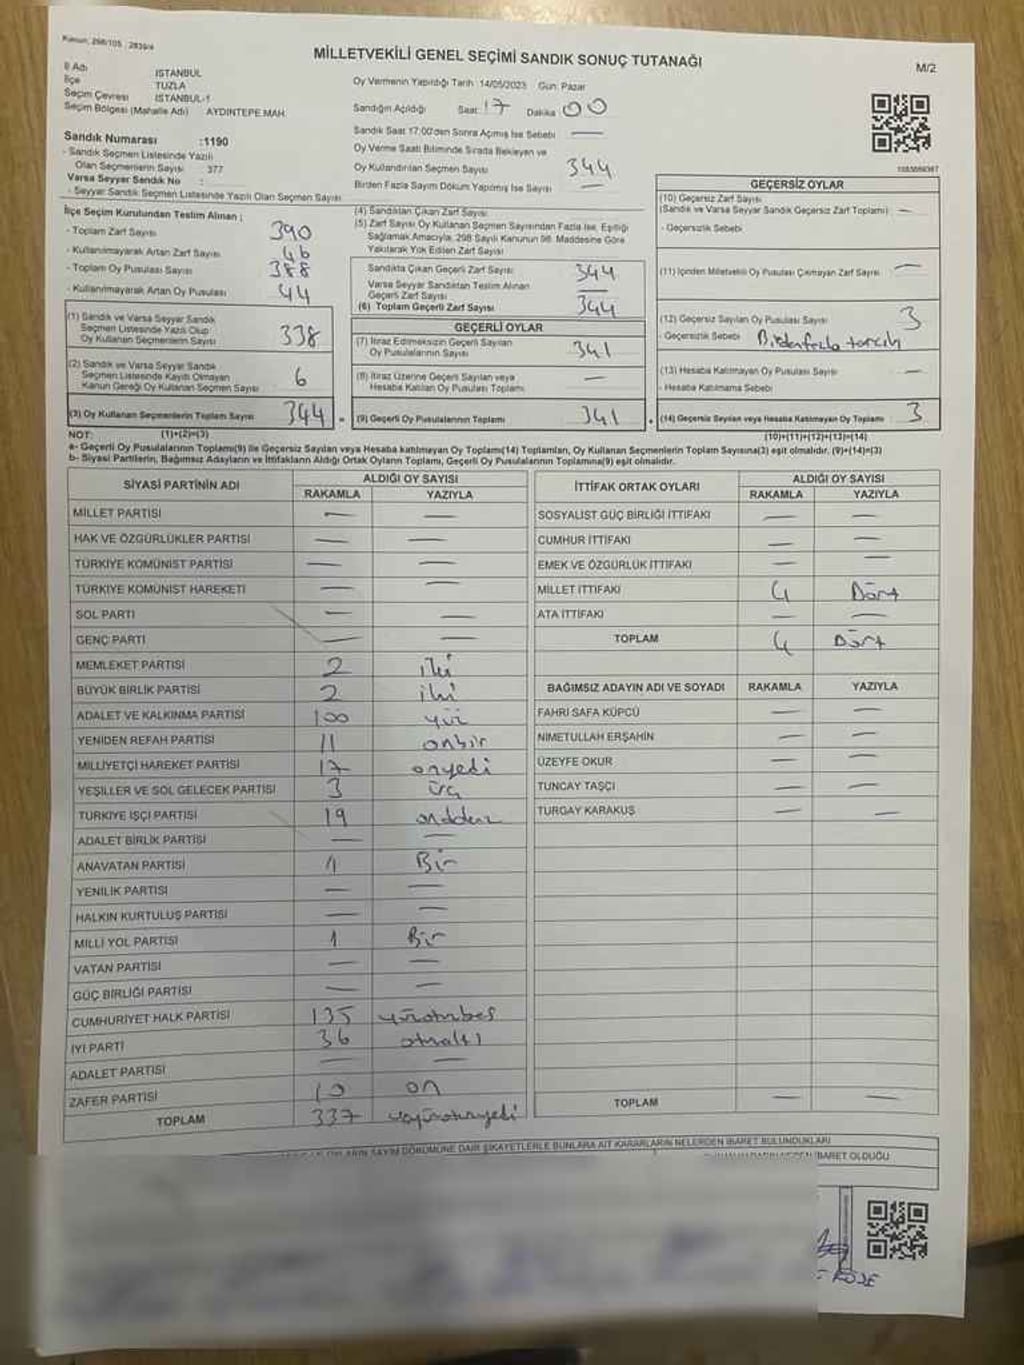 Kanun: 298/105, 2839/4
MİLLETVEKİLİ GENEL SEÇİMİ SANDIK SONUÇ TUTANAĞI
M/2
İl Adı İSTANBUL
İlçe TUZLA
Seçim Çevresi İSTANBUL-1
Seçim Bölgesi (Mahalle Adı) AYDINTEPE MAH.
Oy Vermenin Yapıldığı Tarih : 14/05/2023 Gün: Pazar
Sandığın Açıldığı Saat: 17 Dakika: 00
Sandık Saat 17:00'den Sonra Açılmış İse Sebebi —
Oy Verme Saati Bitiminde Sırada Bekleyen ve
Oy Kullandırılan Seçmen Sayısı 344
Birden Fazla Sayım Döküm Yapılmış İse Sayısı —
Sandık Numarası :1190
- Sandık Seçmen Listesinde Yazılı
Olan Seçmenlerin Sayısı 377
Varsa Seyyar Sandık No :
- Seyyar Sandık Seçmen Listesinde Yazılı Olan Seçmen Sayısı
İlçe Seçim Kurulundan Teslim Alınan ;
- Toplam Zarf Sayısı 390
- Kullanılmayarak Artan Zarf Sayısı 46
- Toplam Oy Pusulası Sayısı 388
- Kullanılmayarak Artan Oy Pusulası 44
(1) Sandık ve Varsa Seyyar Sandık
Seçmen Listesinde Yazılı Olup
Oy Kullanan Seçmenlerin Sayısı 338
(2) Sandık ve Varsa Seyyar Sandık
Seçmen Listesinde Kayıtlı Olmayan
Kanun Gereği Oy Kullanan Seçmen Sayısı 6
(3) Oy Kullanan Seçmenlerin Toplam Sayısı 344
(4) Sandıktan Çıkan Zarf Sayısı
(5) Zarf Sayısı Oy Kullanan Seçmen Sayısından Fazla İse, Eşitliği
Sağlamak Amacıyla, 298 Sayılı Kanunun 98. Maddesine Göre
Yakılarak Yok Edilen Zarf Sayısı
Sandıkta Çıkan Geçerli Zarf Sayısı 344
Varsa Seyyar Sandıktan Teslim Alınan
Geçerli Zarf Sayısı —
(6) Toplam Geçerli Zarf Sayısı 344
GEÇERLİ OYLAR
(7) İtiraz Edilmeksizin Geçerli Sayılan
Oy Pusulalarının Sayısı 341
(8) İtiraz Üzerine Geçerli Sayılan veya
Hesaba Katılan Oy Pusulaları Toplamı —
= (9) Geçerli Oy Pusulalarının Toplamı 341
GEÇERSİZ OYLAR
(10) Geçersiz Zarf Sayısı
(Sandık ve Varsa Seyyar Sandık Geçersiz Zarf Toplamı) —
- Geçersizlik Sebebi
(11) İçinden Milletvekili Oy Pusulası Çıkmayan Zarf Sayısı —
(12) Geçersiz Sayılan Oy Pusulası Sayısı 3
- Geçersizlik Sebebi Birdenfazla tercih
(13) Hesaba Katılmayan Oy Pusulası Sayısı —
- Hesaba Katılmama Sebebi
+ (14) Geçersiz Sayılan veya Hesaba Katılmayan Oy Toplamı 3
NOT: (1)+(2)=(3) (10)+(11)+(12)+(13)=(14)
a- Geçerli Oy Pusulalarının Toplamı(9) ile Geçersiz Sayılan veya Hesaba katılmayan Oy Toplamı(14) Toplamları, Oy Kullanan Seçmenlerin Toplam Sayısına(3) eşit olmalıdır. (9)+(14)=(3)
b- Siyasi Partilerin, Bağımsız Adayların ve İttifakların Aldığı Ortak Oyların Toplamı, Geçerli Oy Pusulalarının Toplamına(9) eşit olmalıdır.
SİYASİ PARTİNİN ADI ALDIĞI OY SAYISI
RAKAMLA YAZIYLA
MİLLET PARTİSİ — —
HAK VE ÖZGÜRLÜKLER PARTİSİ — —
TÜRKİYE KOMÜNİST PARTİSİ — —
TÜRKİYE KOMÜNİST HAREKETİ — —
SOL PARTİ — —
GENÇ PARTİ — —
MEMLEKET PARTİSİ 2 iki
BÜYÜK BİRLİK PARTİSİ 2 iki
ADALET VE KALKINMA PARTİSİ 100 yüz
YENİDEN REFAH PARTİSİ 11 onbir
MİLLİYETÇİ HAREKET PARTİSİ 17 onyedi
YEŞİLLER VE SOL GELECEK PARTİSİ 3 üç
TÜRKİYE İŞÇİ PARTİSİ 19
ADALET BİRLİK PARTİSİ — —
ANAVATAN PARTİSİ 1 Bir
YENİLİK PARTİSİ — —
HALKIN KURTULUŞ PARTİSİ — —
MİLLİ YOL PARTİSİ 1 Bir
VATAN PARTİSİ — —
GÜÇ BİRLİĞİ PARTİSİ — —
CUMHURİYET HALK PARTİSİ 135 yüzotuzbeş
İYİ PARTİ 36 otuzaltı
ADALET PARTİSİ — —
ZAFER PARTİSİ 10 on
TOPLAM 337
İTTİFAK ORTAK OYLARI ALDIĞI OY SAYISI
RAKAMLA YAZIYLA
SOSYALİST GÜÇ BİRLİĞİ İTTİFAKI — —
CUMHUR İTTİFAKI — —
EMEK VE ÖZGÜRLÜK İTTİFAKI — —
MİLLET İTTİFAKI 4 Dört
ATA İTTİFAKI — —
TOPLAM 4 Dört
BAĞIMSIZ ADAYIN ADI VE SOYADI RAKAMLA YAZIYLA
FAHRİ SAFA KÜPCÜ — —
NİMETULLAH ERŞAHİN — —
ÜZEYFE OKUR — —
TUNCAY TAŞÇI — —
TURGAY KARAKUŞ — —
TOPLAM — —
SAYIM DÖKÜMÜNE DAİR ŞİKAYETLERLE BUNLARA AİT KARARLARIN NELERDEN İBARET BULUNDUKLARI
İBARET OLDUĞU
KÖSE